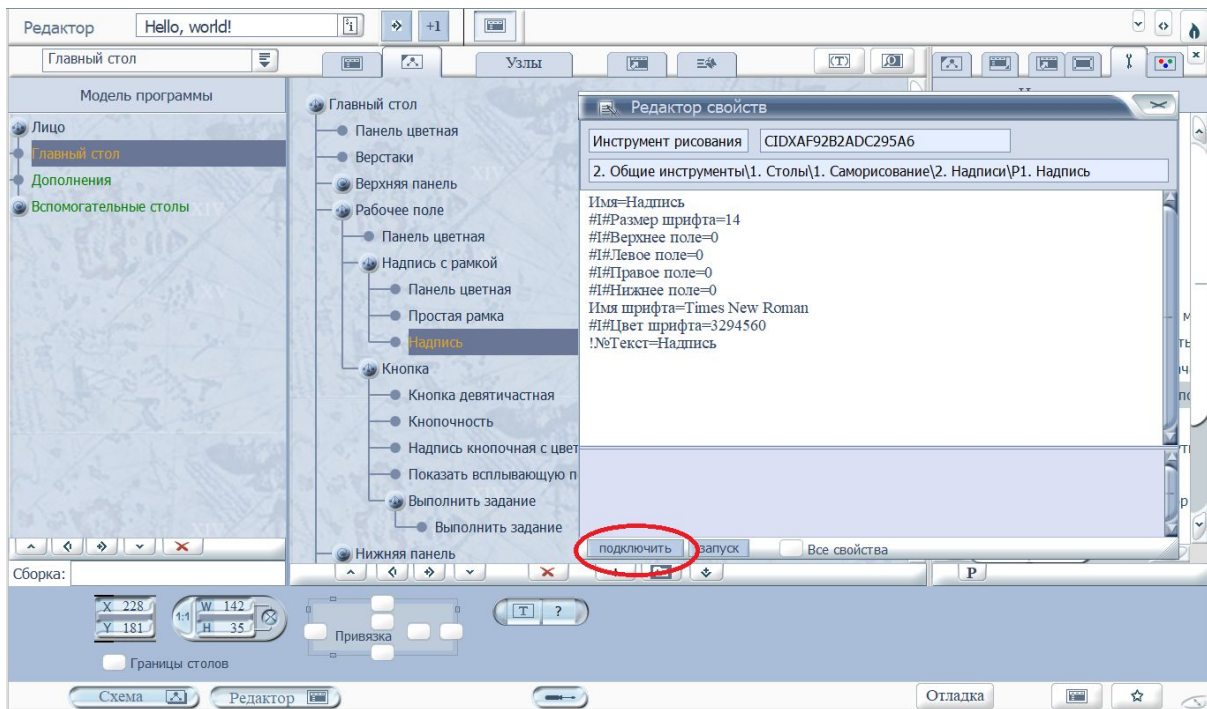 Редактор
Hello, world!
+1
Главный стол
Узлы
(T)
Модель программы
Лицо
Главный стол
Дополнения
Вспомогательные столы
Главный стол
Панель цветная
Верстаки
Верхняя панель
Рабочее поле
Панель цветная
Надпись с рамкой
Панель цветная
Простая рамка
Надпись
Кнопка
Кнопка девятичастная
Кнопочность
Надпись кнопочная с цвет
Показать всплывающую п
Выполнить задание
Выполнить задание
Нижняя панель
Редактор свойств
Инструмент рисования
CIDXAF92B2ADC295A6
2. Общие инструменты\1. Столы\1. Саморисование\2. Надписи\P1. Надпись
Имя=Надпись
#I#Размер шрифта=14
#I#Верхнее поле=0
#I#Левое поле=0
#I#Правое поле=0
#I#Нижнее поле=0
Имя шрифта=Times New Roman
#I#Цвет шрифта=3294560
!№Текст=Надпись
подключить
запуск
Все свойства
Сборка:
P
X 228
Y 181
1:1
W 142
H 35
Привязка
T ?
Границы столов
Схема
Редактор
Отладка